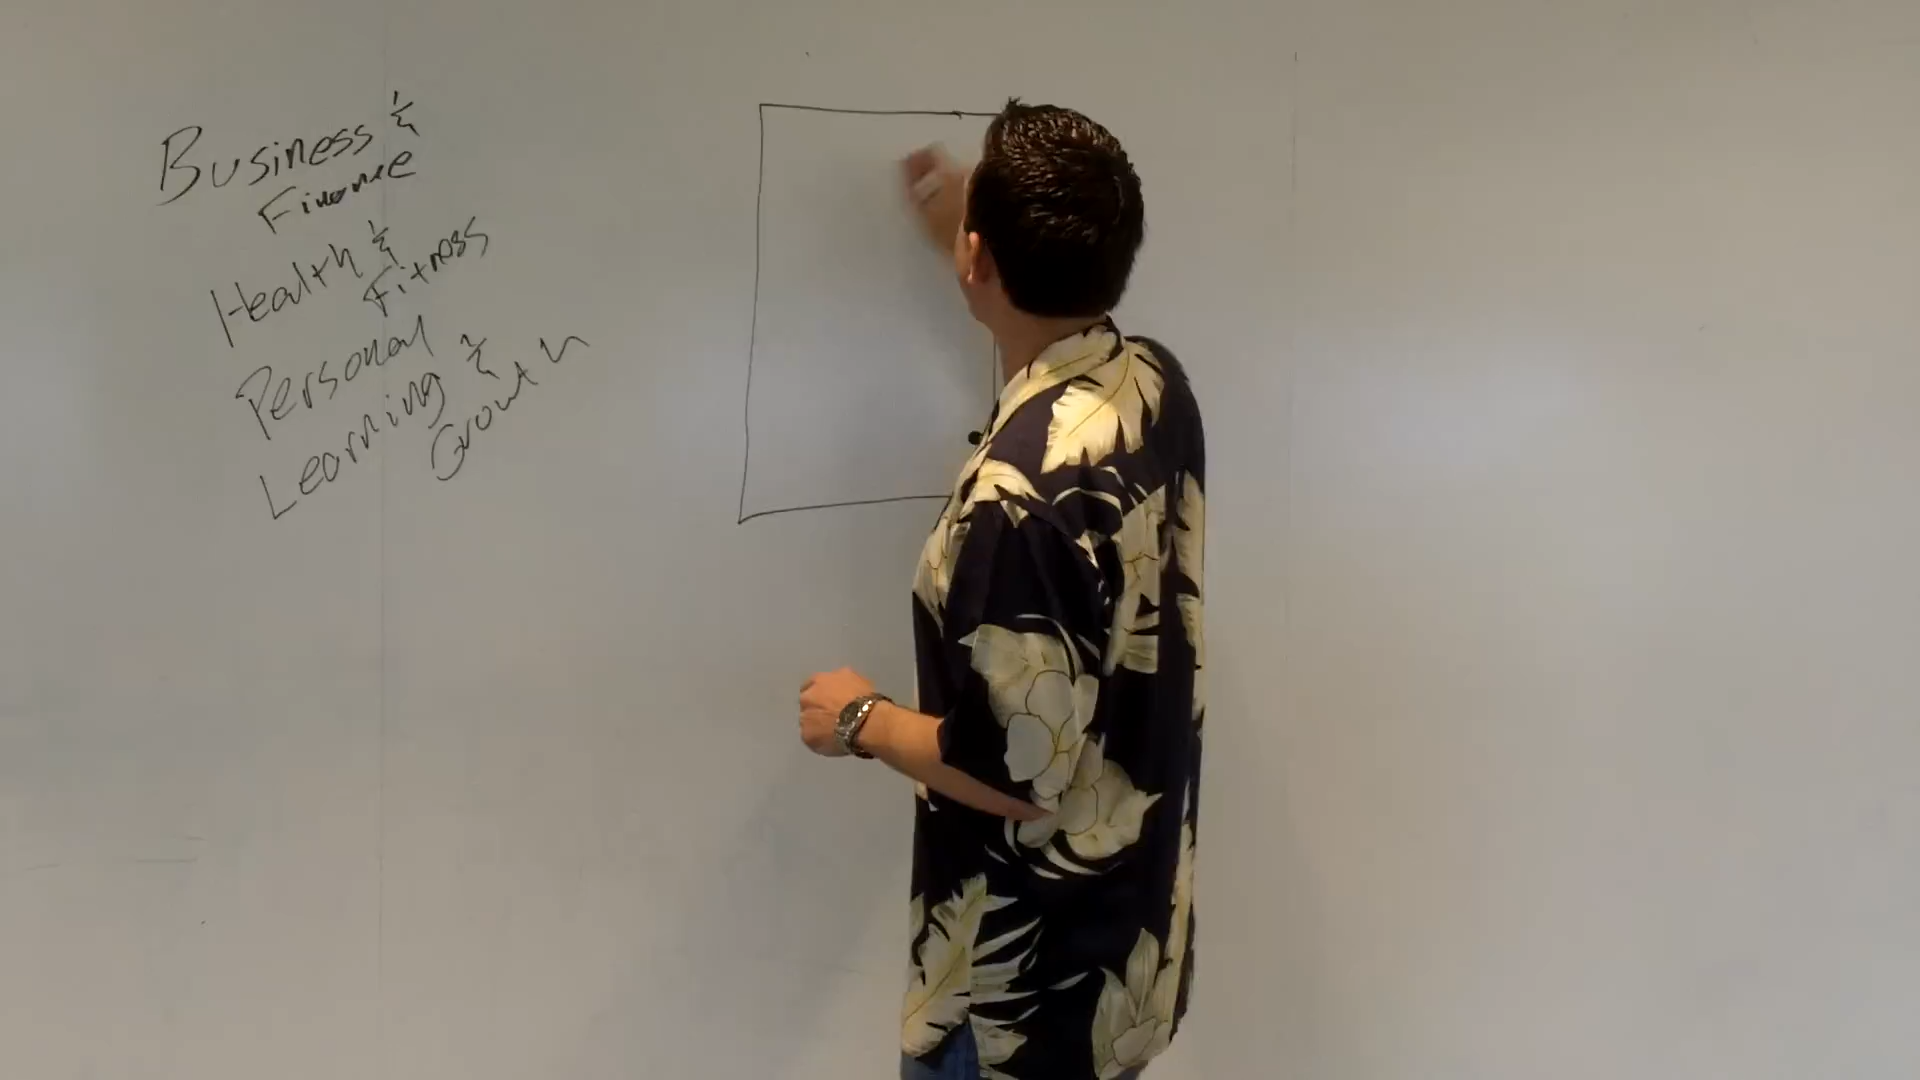 Business &
Finance
Health &
Fitness
Personal
Learning &
Growth